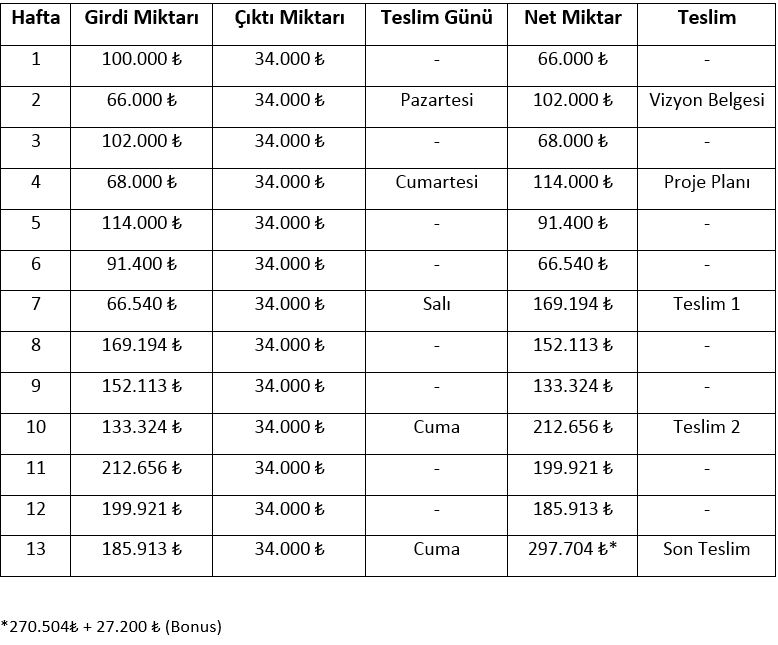 Hafta Girdi Miktarı Çıktı Miktarı Teslim Günü Net Miktar Teslim
1 100.000 ₺ 34.000 ₺ - 66.000 ₺ -
2 66.000 ₺ 34.000 ₺ Pazartesi 102.000 ₺ Vizyon Belgesi
3 102.000 ₺ 34.000 ₺ - 68.000 ₺ -
4 68.000 ₺ 34.000 ₺ Cumartesi 114.000 ₺ Proje Planı
5 114.000 ₺ 34.000 ₺ - 91.400 ₺ -
6 91.400 ₺ 34.000 ₺ - 66.540 ₺ -
7 66.540 ₺ 34.000 ₺ Salı 169.194 ₺ Teslim 1
8 169.194 ₺ 34.000 ₺ - 152.113 ₺ -
9 152.113 ₺ 34.000 ₺ - 133.324 ₺ -
10 133.324 ₺ 34.000 ₺ Cuma 212.656 ₺ Teslim 2
11 212.656 ₺ 34.000 ₺ - 199.921 ₺ -
12 199.921 ₺ 34.000 ₺ - 185.913 ₺ -
13 185.913 ₺ 34.000 ₺ Cuma 297.704 ₺* Son Teslim
*270.504₺ + 27.200 ₺ (Bonus)